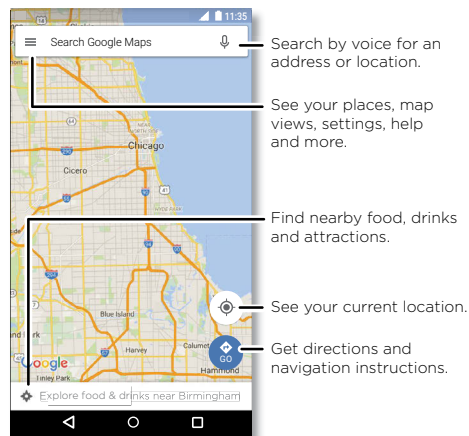 11:35
Search Google Maps
Search by voice for an
address or location.
See your places, map
views, settings, help
and more.
Chicago
Cicero
Find nearby food, drinks
and attractions.
See your current location.
Blue Island
Harvey
Calumet
GO
Get directions and
navigation instructions.
Google
Hammond
Tinley Park
Explore food & drinks near Birmingham